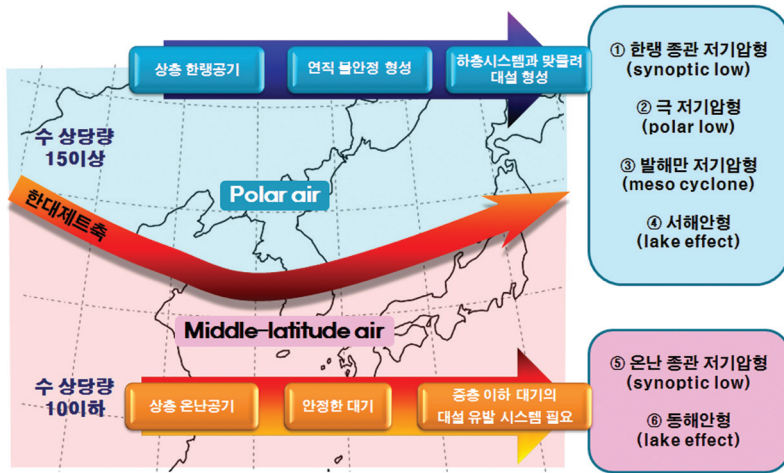 상층 한랭공기
연직 불안정 형성
하층시스템과 맞물려
대설 형성
① 한랭 종관 저기압형
(synoptic low)
② 극 저기압형
(polar low)
③ 발해만 저기압형
(meso cyclone)
④ 서해안형
(lake effect)
수 상당량
15이상
한대제트축
Polar air
Middle-latitude air
수 상당량
10이하
상층 온난공기
안정한 대기
중층 이하 대기의
대설 유발 시스템 필요
⑤ 온난 종관 저기압형
(synoptic low)
⑥ 동해안형
(lake effect)